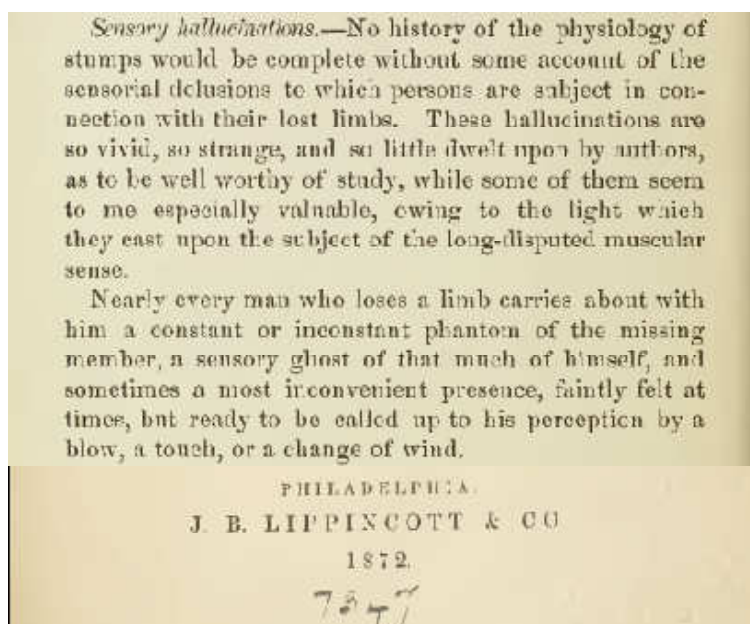 Sensory hallucinations.—No history of the physiology of
stumps would be complete without some account of the
sensorial delusions to which persons are subject in con-
nection with their lost limbs. These hallucinations are
so vivid, so strange, and so little dwelt upon by authors,
as to be well worthy of study, while some of them seem
to me especially valuable, owing to the light which
they cast upon the subject of the long-disputed muscular
sense.
Nearly every man who loses a limb carries about with
him a constant or inconstant phantom of the missing
member, a sensory ghost of that much of himself, and
sometimes a most inconvenient presence, faintly felt at
times, but ready to be called up to his perception by a
blow, a touch, or a change of wind.
PHILADELPHIA.
J. B. LIPPINCOTT & CO
1872.